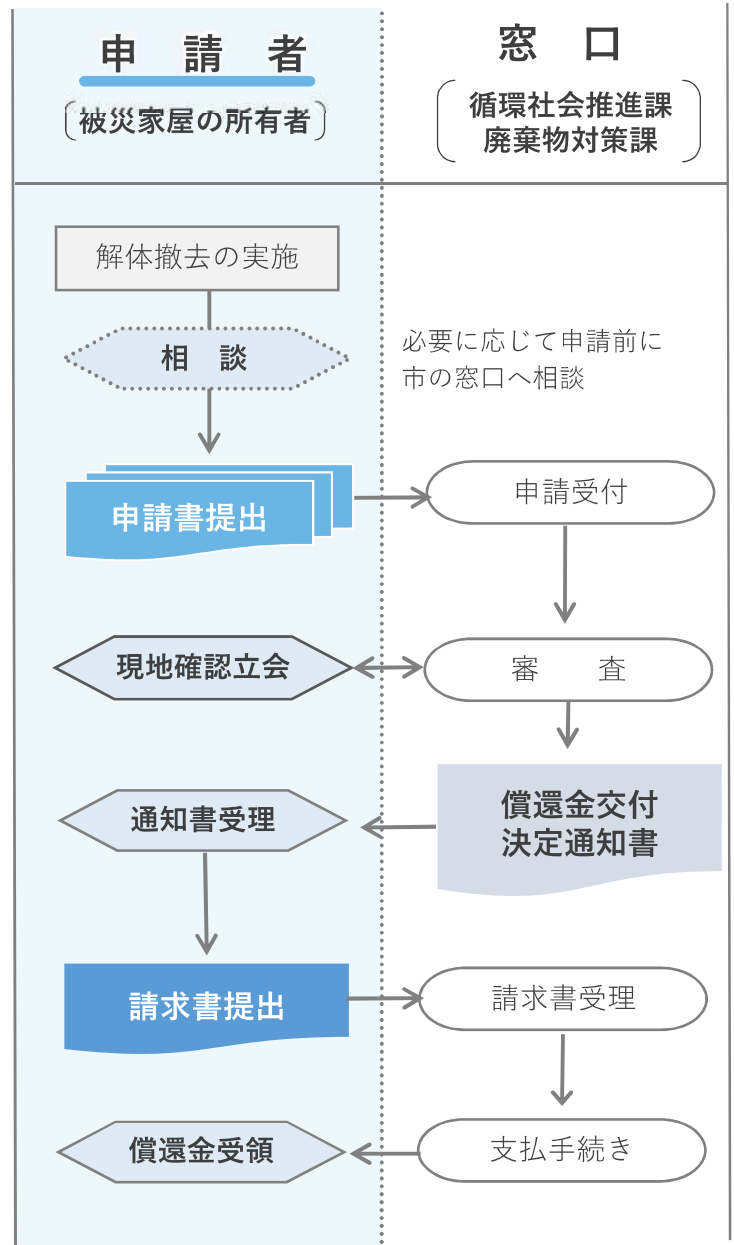 申 請 者
〔被災家屋の所有者〕
窓 口
循環社会推進課
廃棄物対策課
解体撤去の実施
相 談
必要に応じて申請前に
市の窓口へ相談
申請書提出
申請受付
現地確認立会
審 査
償還金交付
決定通知書
通知書受理
請求書提出
請求書受理
支払手続き
償還金受領